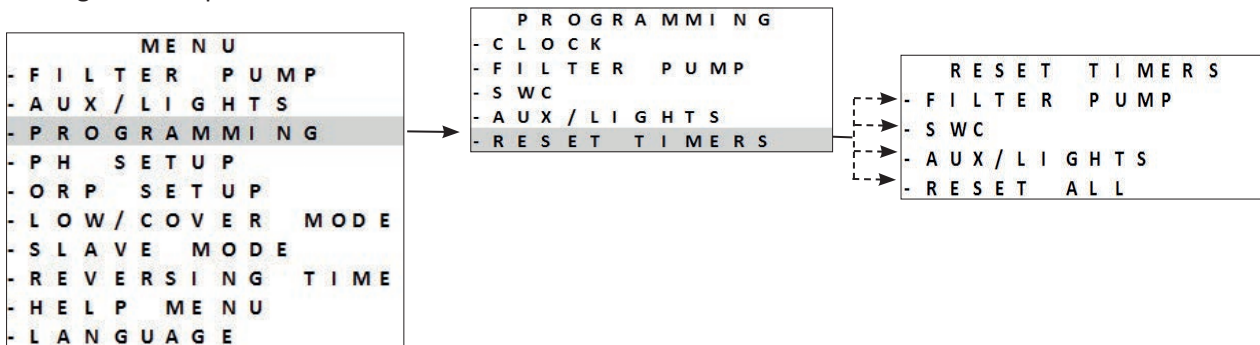 MENU
-FILTER PUMP
-AUX/LIGHTS
-PROGRAMMING
-PH SETUP
-ORP SETUP
-LOW/COVER MODE
-SLAVE MODE
-REVERSING TIME
-HELP MENU
-LANGUAGE
PROGRAMMING
-CLOCK
-FILTER PUMP
-SWC
-AUX/LIGHTS
-RESET TIMERS
RESET TIMERS
-FILTER PUMP
-SWC
-AUX/LIGHTS
-RESET ALL